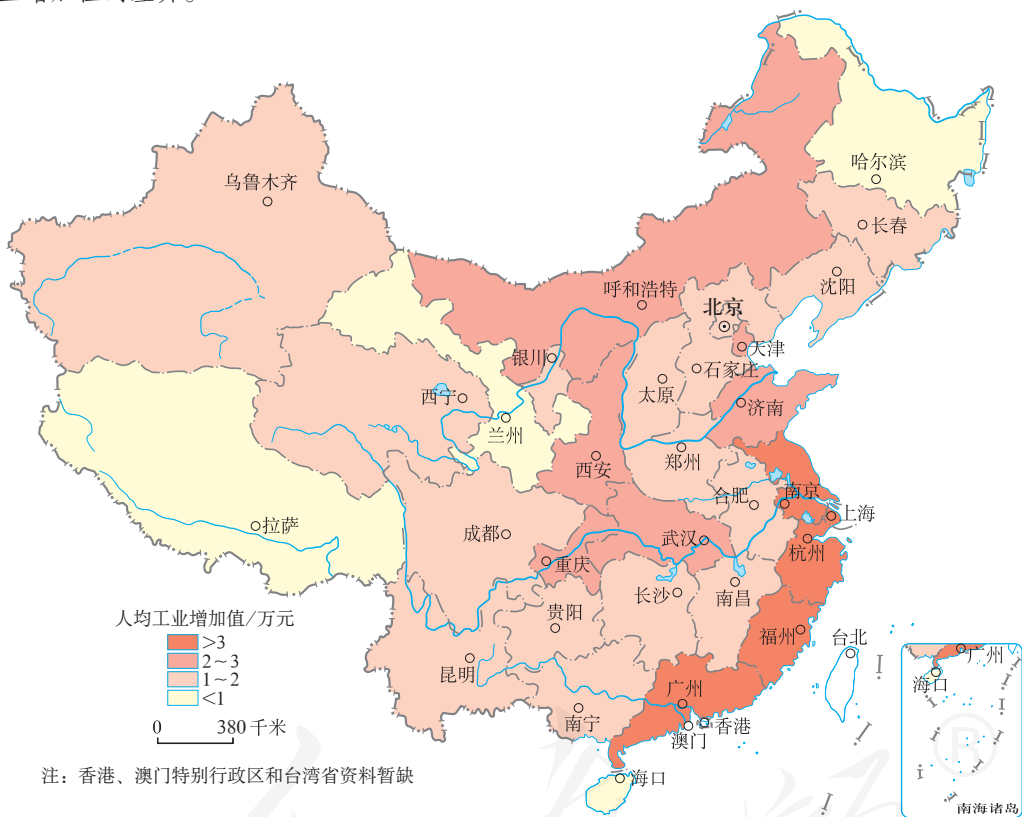 哈尔滨
乌鲁木齐
长春
沈阳
呼和浩特
北京
天津
银川
石家庄
太原
西宁
济南
兰州
郑州
西安
合肥
南京
上海
拉萨
成都
武汉
杭州
重庆
长沙
南昌
贵阳
福州
台北
昆明
广州
南宁
香港
澳门
海口
人均工业增加值/万元
>3
2～3
1～2
<1
0 380千米
注：香港、澳门特别行政区和台湾省资料暂缺
广州
海口
南海诸岛
®